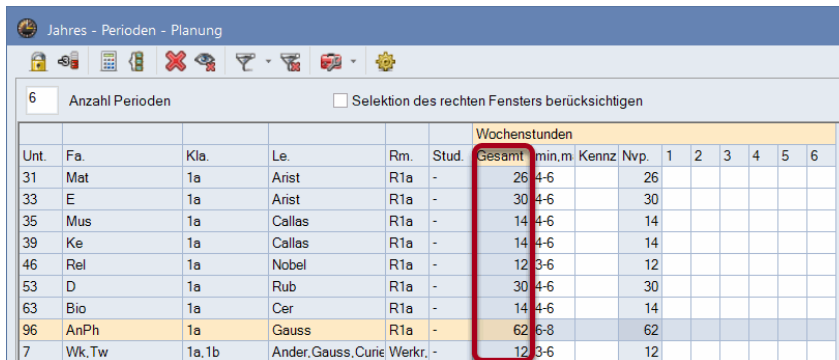 Jahres - Perioden - Planung
6 Anzahl Perioden Selektion des rechten Fensters berücksichtigen
Wochenstunden
Unt. Fa. Kla. Le. Rm. Stud. Gesamt min,m Kennz Nvp. 1 2 3 4 5 6
31 Mat 1a Arist R1a - 26 4-6 26
33 E 1a Arist R1a - 30 4-6 30
35 Mus 1a Callas R1a - 14 4-6 14
39 Ke 1a Callas R1a - 14 4-6 14
46 Rel 1a Nobel R1a - 12 3-6 12
53 D 1a Rub R1a - 30 4-6 30
63 Bio 1a Cer R1a - 14 4-6 14
96 AnPh 1a Gauss R1a - 62 6-8 62
7 Wk,Tw 1a,1b Ander,Gauss,Curie Werkr, - 12 3-6 12